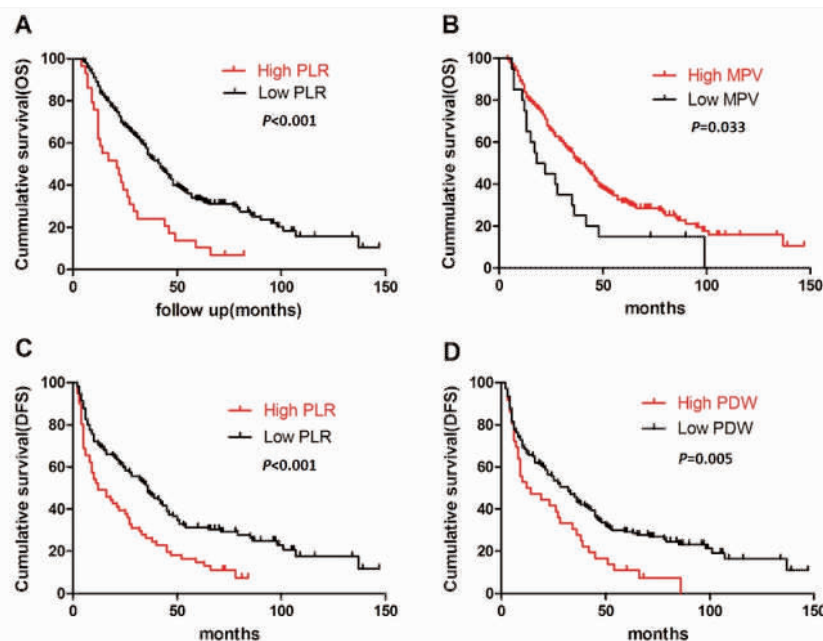 A
Cummulative survival(OS)
100
80
60
40
20
0
0 50 100 150
follow up(months)
High PLR
Low PLR
P<0.001
B
Cummulative survival(OS)
100
80
60
40
20
0
0 50 100 150
months
High MPV
Low MPV
P=0.033
C
Cumulative survival(DFS)
100
80
60
40
20
0
0 50 100 150
months
High PLR
Low PLR
P<0.001
D
Cumulative survival(DFS)
100
80
60
40
20
0
0 50 100 150
months
High PDW
Low PDW
P=0.005